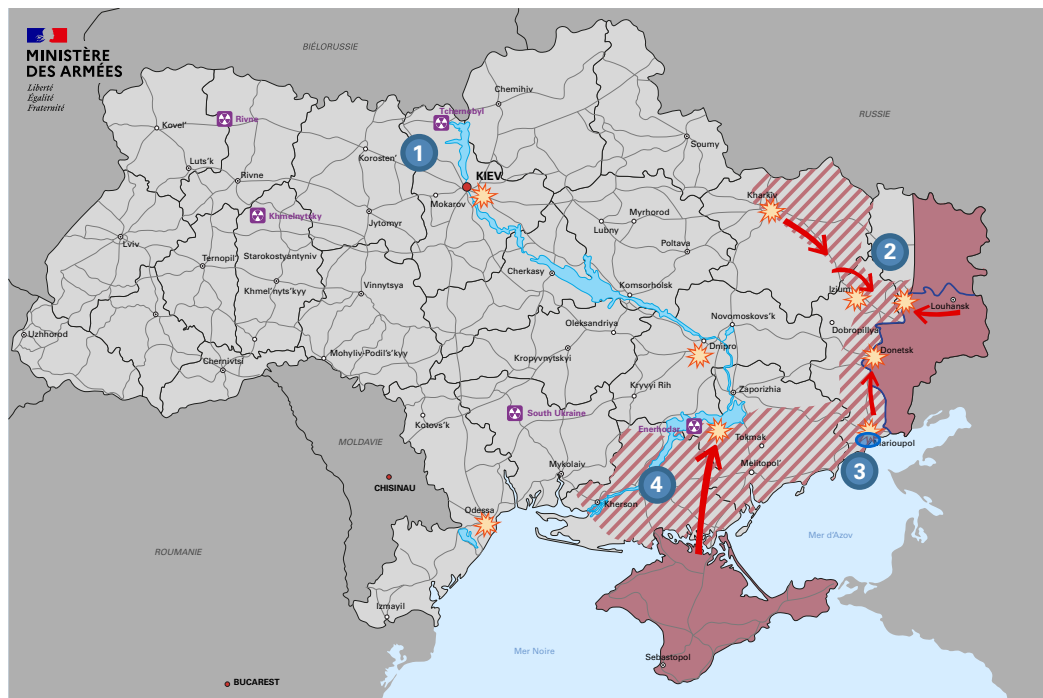 MINISTÈRE
DES ARMÉES
Liberté
Égalité
Fraternité
BIÉLORUSSIE
RUSSIE
Chernihiv
Tchernobyl
Rivne
Kovel'
Soumy
1
Korosten'
Luts'k
Rivne
KIEV
Kharkiv
Mokarov
Khmelnytsky
Jytomyr
Myrhorod
Lubny
Lviv
Starokostyantyniv
Poltava
2
Ternopil'
Cherkasy
Khmel'nyts'kyy
Vinnytsya
Izium
Komsorholsk
Louhansk
Novomoskovs'k
Oleksandriya
Dobropillya
Uzhhorod
Dnipro
Donetsk
Mohyliv-Podil's'kyy
Kropyvnytskyi
Chernivtsi
Kryvyi Rih
Zaporizhia
South Ukraine
Kotovs'k
Enerhodar
Tokmak
Marioupol
MOLDAVIE
Mykolaiv
Melitopol'
3
4
CHISINAU
Kherson
Odessa
Mer d'Azov
ROUMANIE
Izmayil
Mer Noire
Sebastopol
BUCAREST